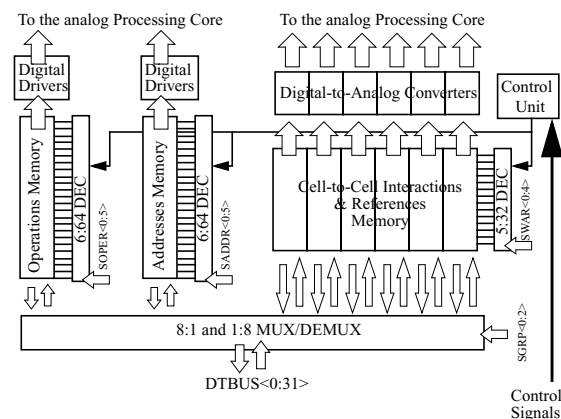 To the analog Processing Core
To the analog Processing Core
Digital
Drivers
Digital
Drivers
Digital-to-Analog Converters
Control
Unit
Operations Memory
6:64 DEC
SOPER<0:5>
Addresses Memory
6:64 DEC
SADDR<0:5>
Cell-to-Cell Interactions
& References
Memory
5:32 DEC
SWAR<0:4>
8:1 and 1:8 MUX/DEMUX
SGRP<0:2>
DTBUS<0:31>
Control
Signals